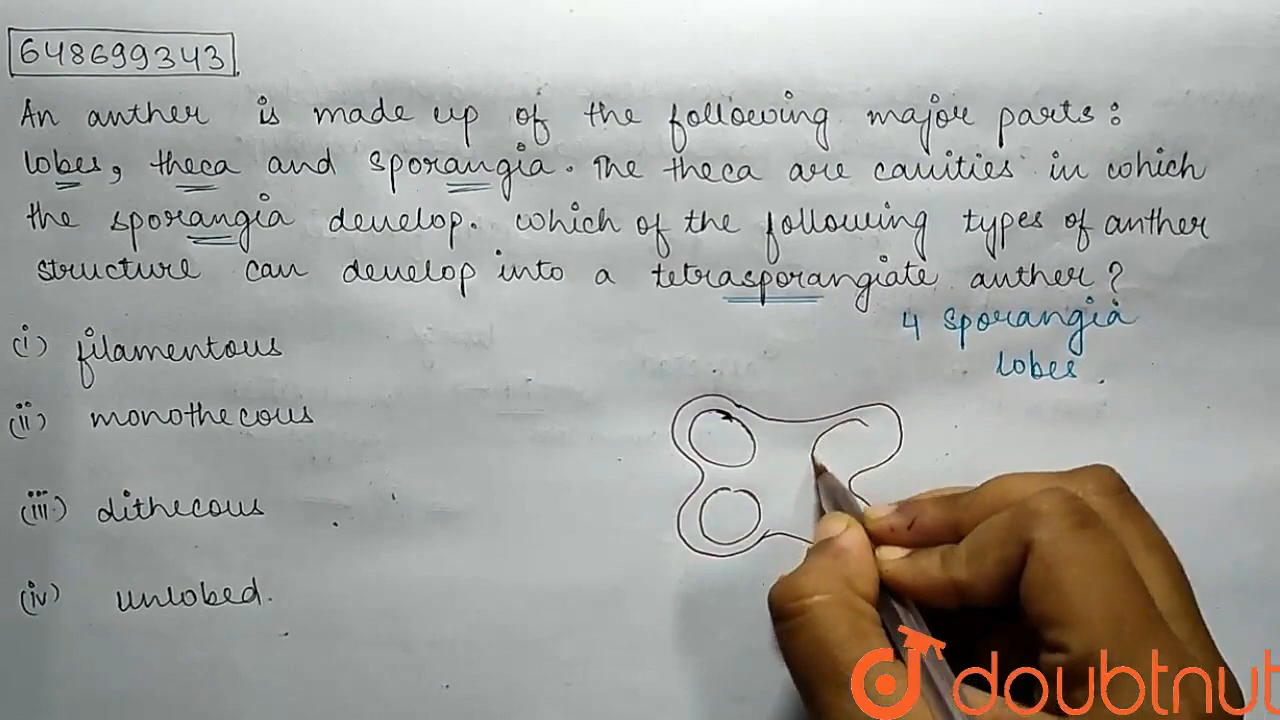 648699343
An anther is made up of the following major parts:
lobes, theca and sporangia. The theca are cavities in which
the sporangia develop. Which of the following types of anther
structure can develop into a tetrasporangiate anther?
4 sporangia
lobes.
(i) filamentous
(ii) monothecous
(iii) dithecous
(iv) unlobed.
doubtnut